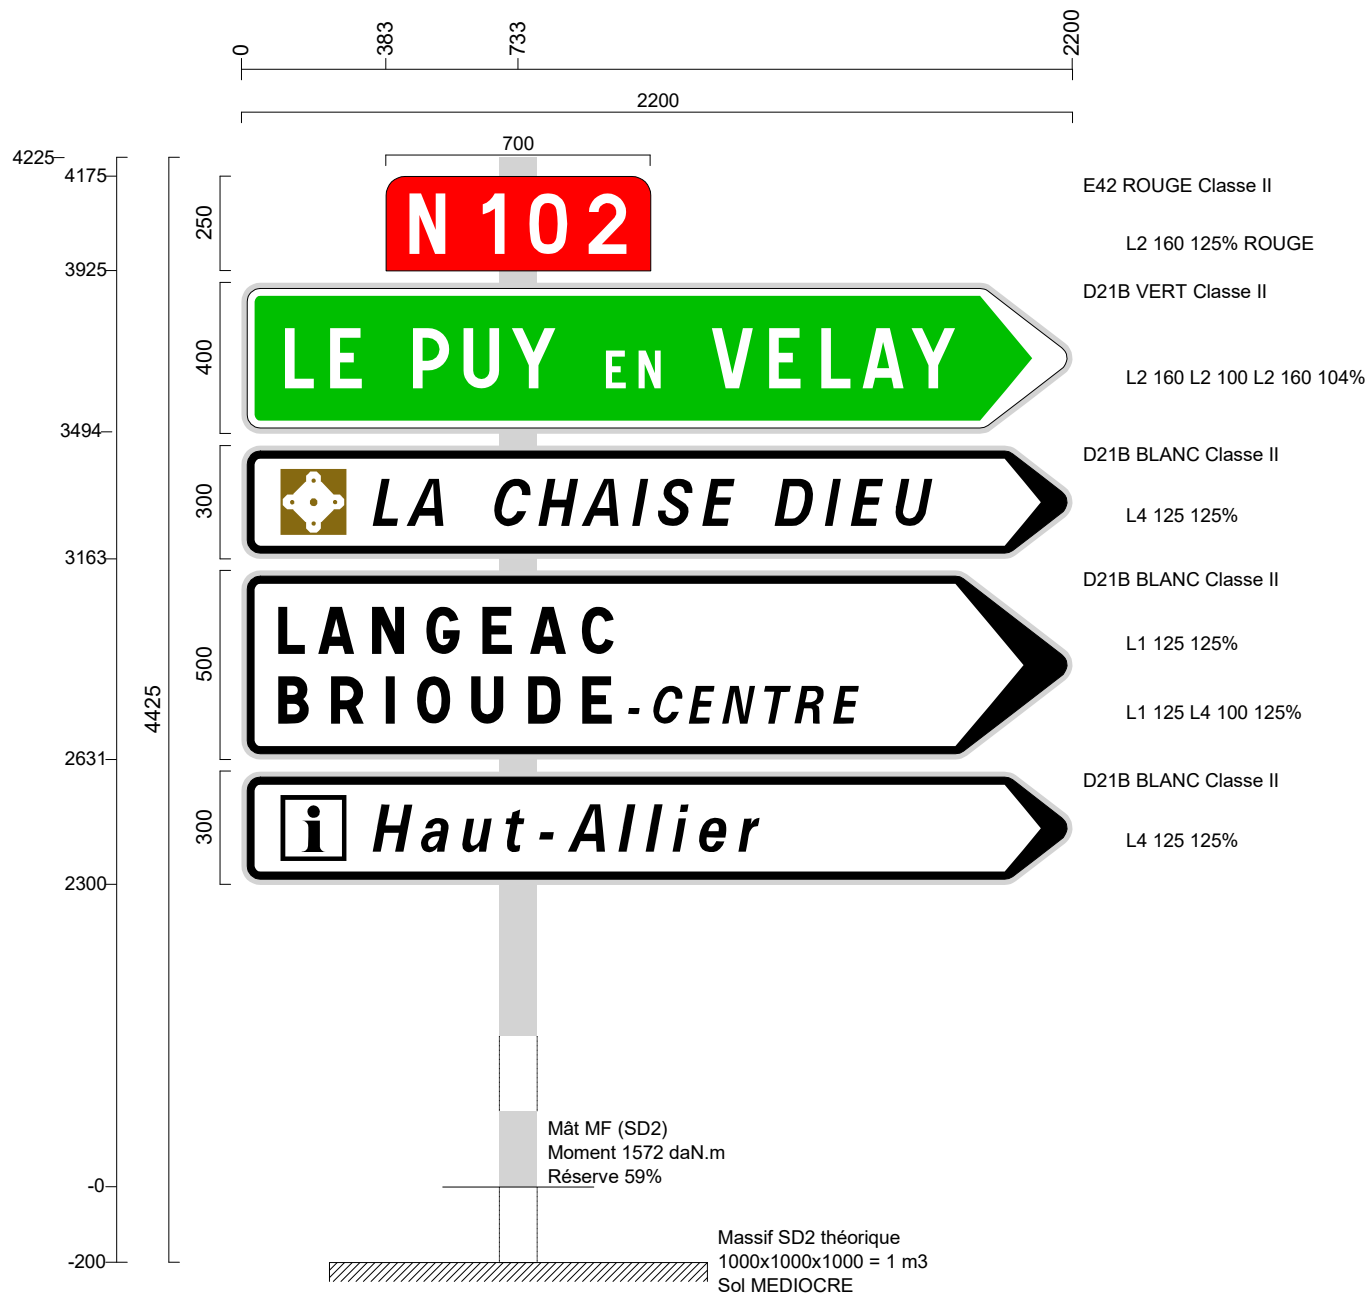 0
383
733
2200
2200
700
4225
4175
250
N 102
E42 ROUGE Classe II
L2 160 125% ROUGE
3925
D21B VERT Classe II
400
LE PUY EN VELAY
L2 160 L2 100 L2 160 104%
3494
D21B BLANC Classe II
300
LA CHAISE DIEU
L4 125 125%
3163
D21B BLANC Classe II
500
LANGEAC
L1 125 125%
BRIOUDE-CENTRE
L1 125 L4 100 125%
4425
2631
D21B BLANC Classe II
300
i Haut-Allier
L4 125 125%
2300
Mât MF (SD2)
Moment 1572 daN.m
Réserve 59%
-0
Massif SD2 théorique
1000x1000x1000 = 1 m3
Sol MEDIOCRE
-200